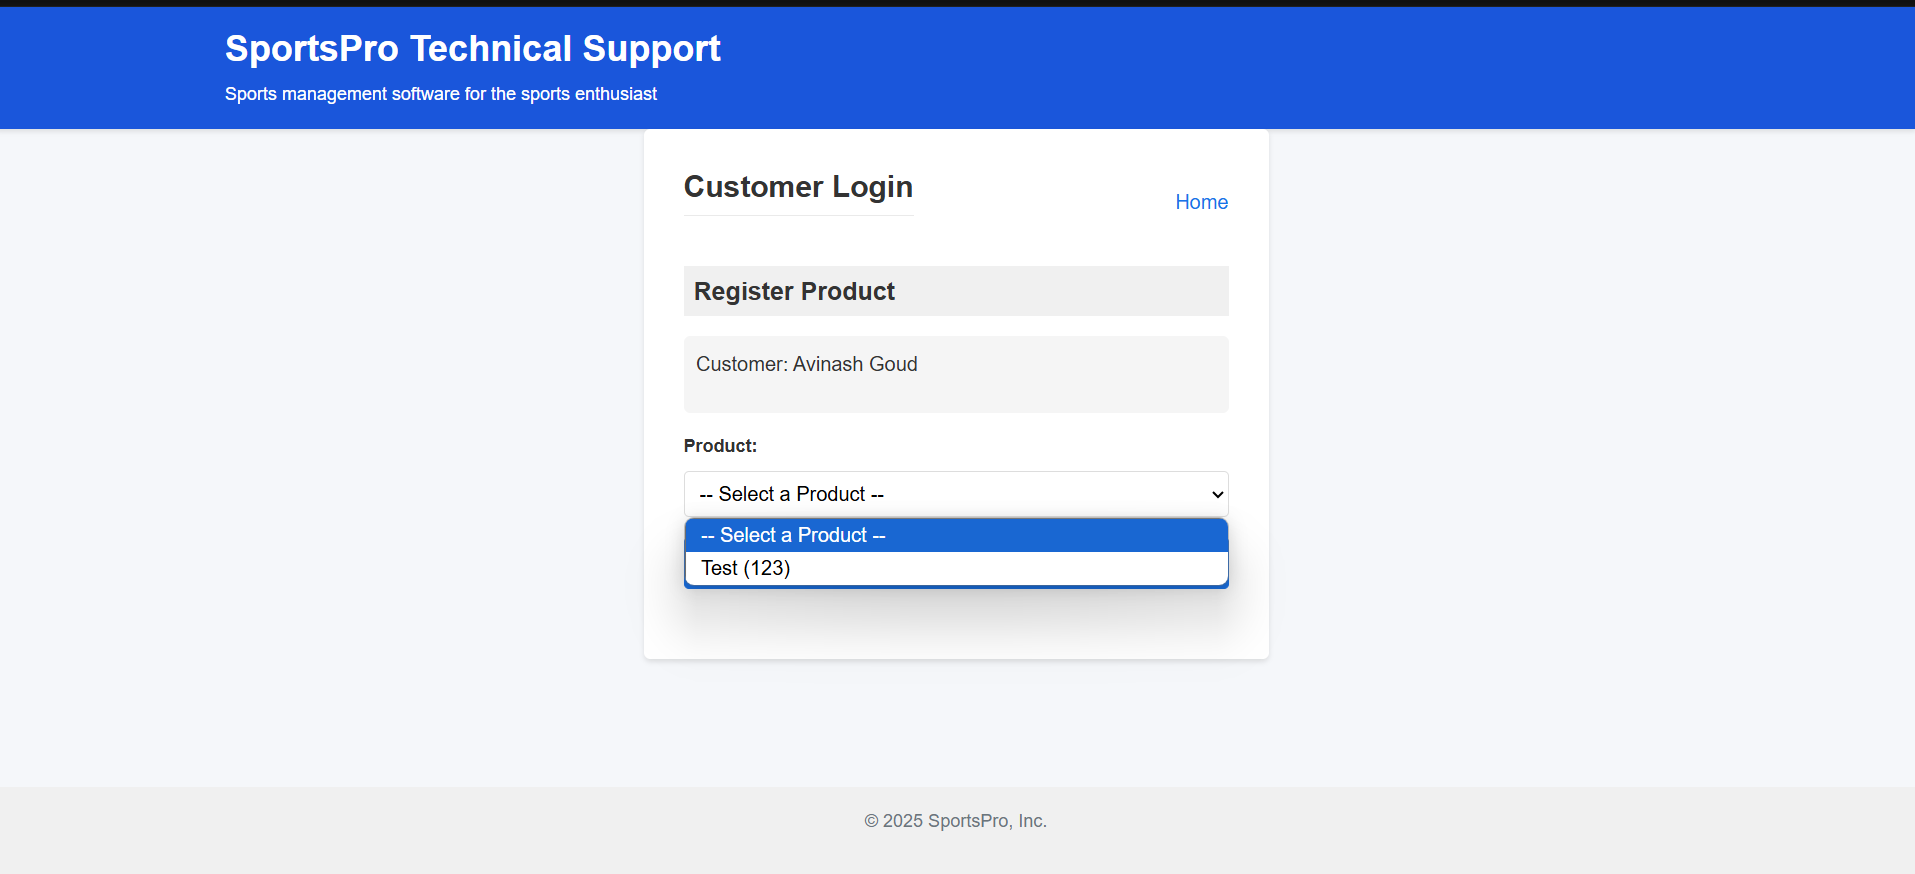 SportsPro Technical Support
Sports management software for the sports enthusiast
Customer Login
Home
Register Product
Customer: Avinash Goud
Product:
-- Select a Product --
-- Select a Product --
Test (123)
© 2025 SportsPro, Inc.